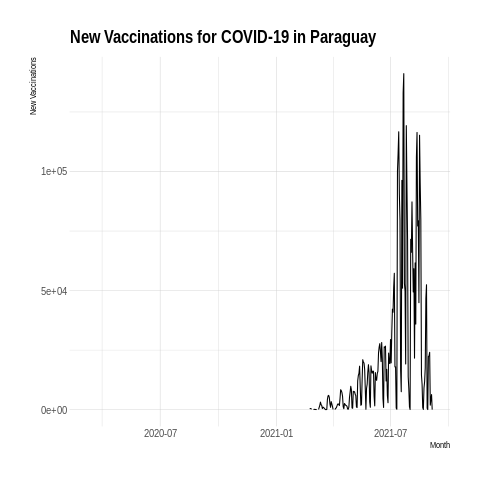 New Vaccinations for COVID-19 in Paraguay
New Vaccinations
1e+05
5e+04
0e+00
2020-07 2021-01 2021-07
Month